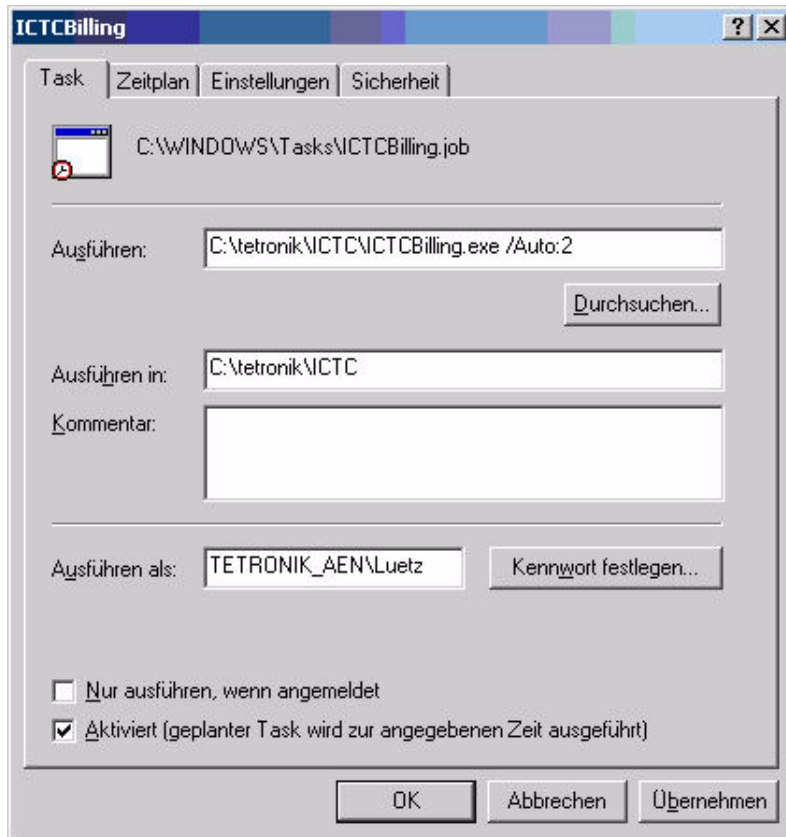 ICTCBilling
Task Zeitplan Einstellungen Sicherheit
C:\WINDOWS\Tasks\ICTCBilling.job
Ausführen: C:\tetronik\ICTC\ICTCBilling.exe /Auto:2
Durchsuchen...
Ausführen in: C:\tetronik\ICTC
Kommentar:
Ausführen als: TETRONIK_AEN\Luetz Kennwort festlegen...
Nur ausführen, wenn angemeldet
Aktiviert (geplanter Task wird zur angegebenen Zeit ausgeführt)
OK Abbrechen Übernehmen